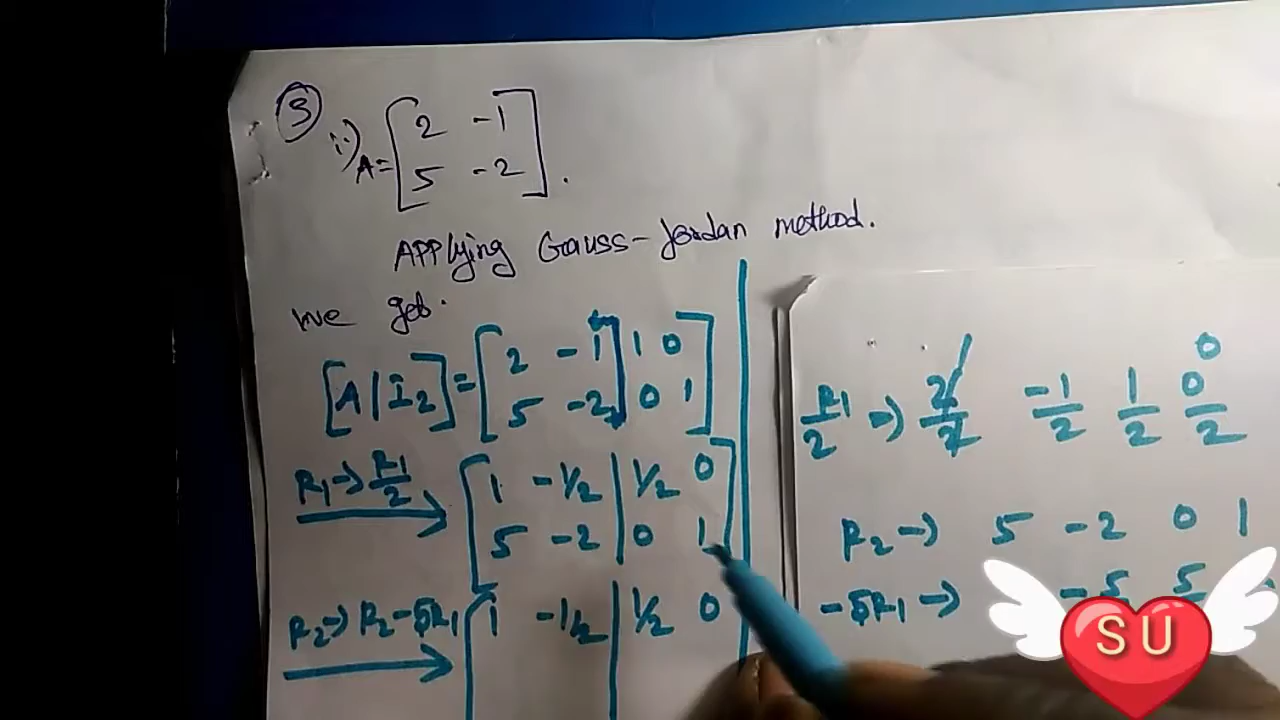 ③ i) A = [2 -1
5 -2].
Applying Gauss-Jordan method.
we get.
[A | I2] = [2 -1 | 1 0
5 -2 | 0 1]
R1 → R1/2 [1 -1/2 | 1/2 0
5 -2 | 0 1]
R2 → R2 - 5R1 [1 -1/2 | 1/2 0
0
R1/2 → 2/2 -1/2 1/2 0/2
R2 → 5 -2 0 1
-5R1 → -5 5
SU